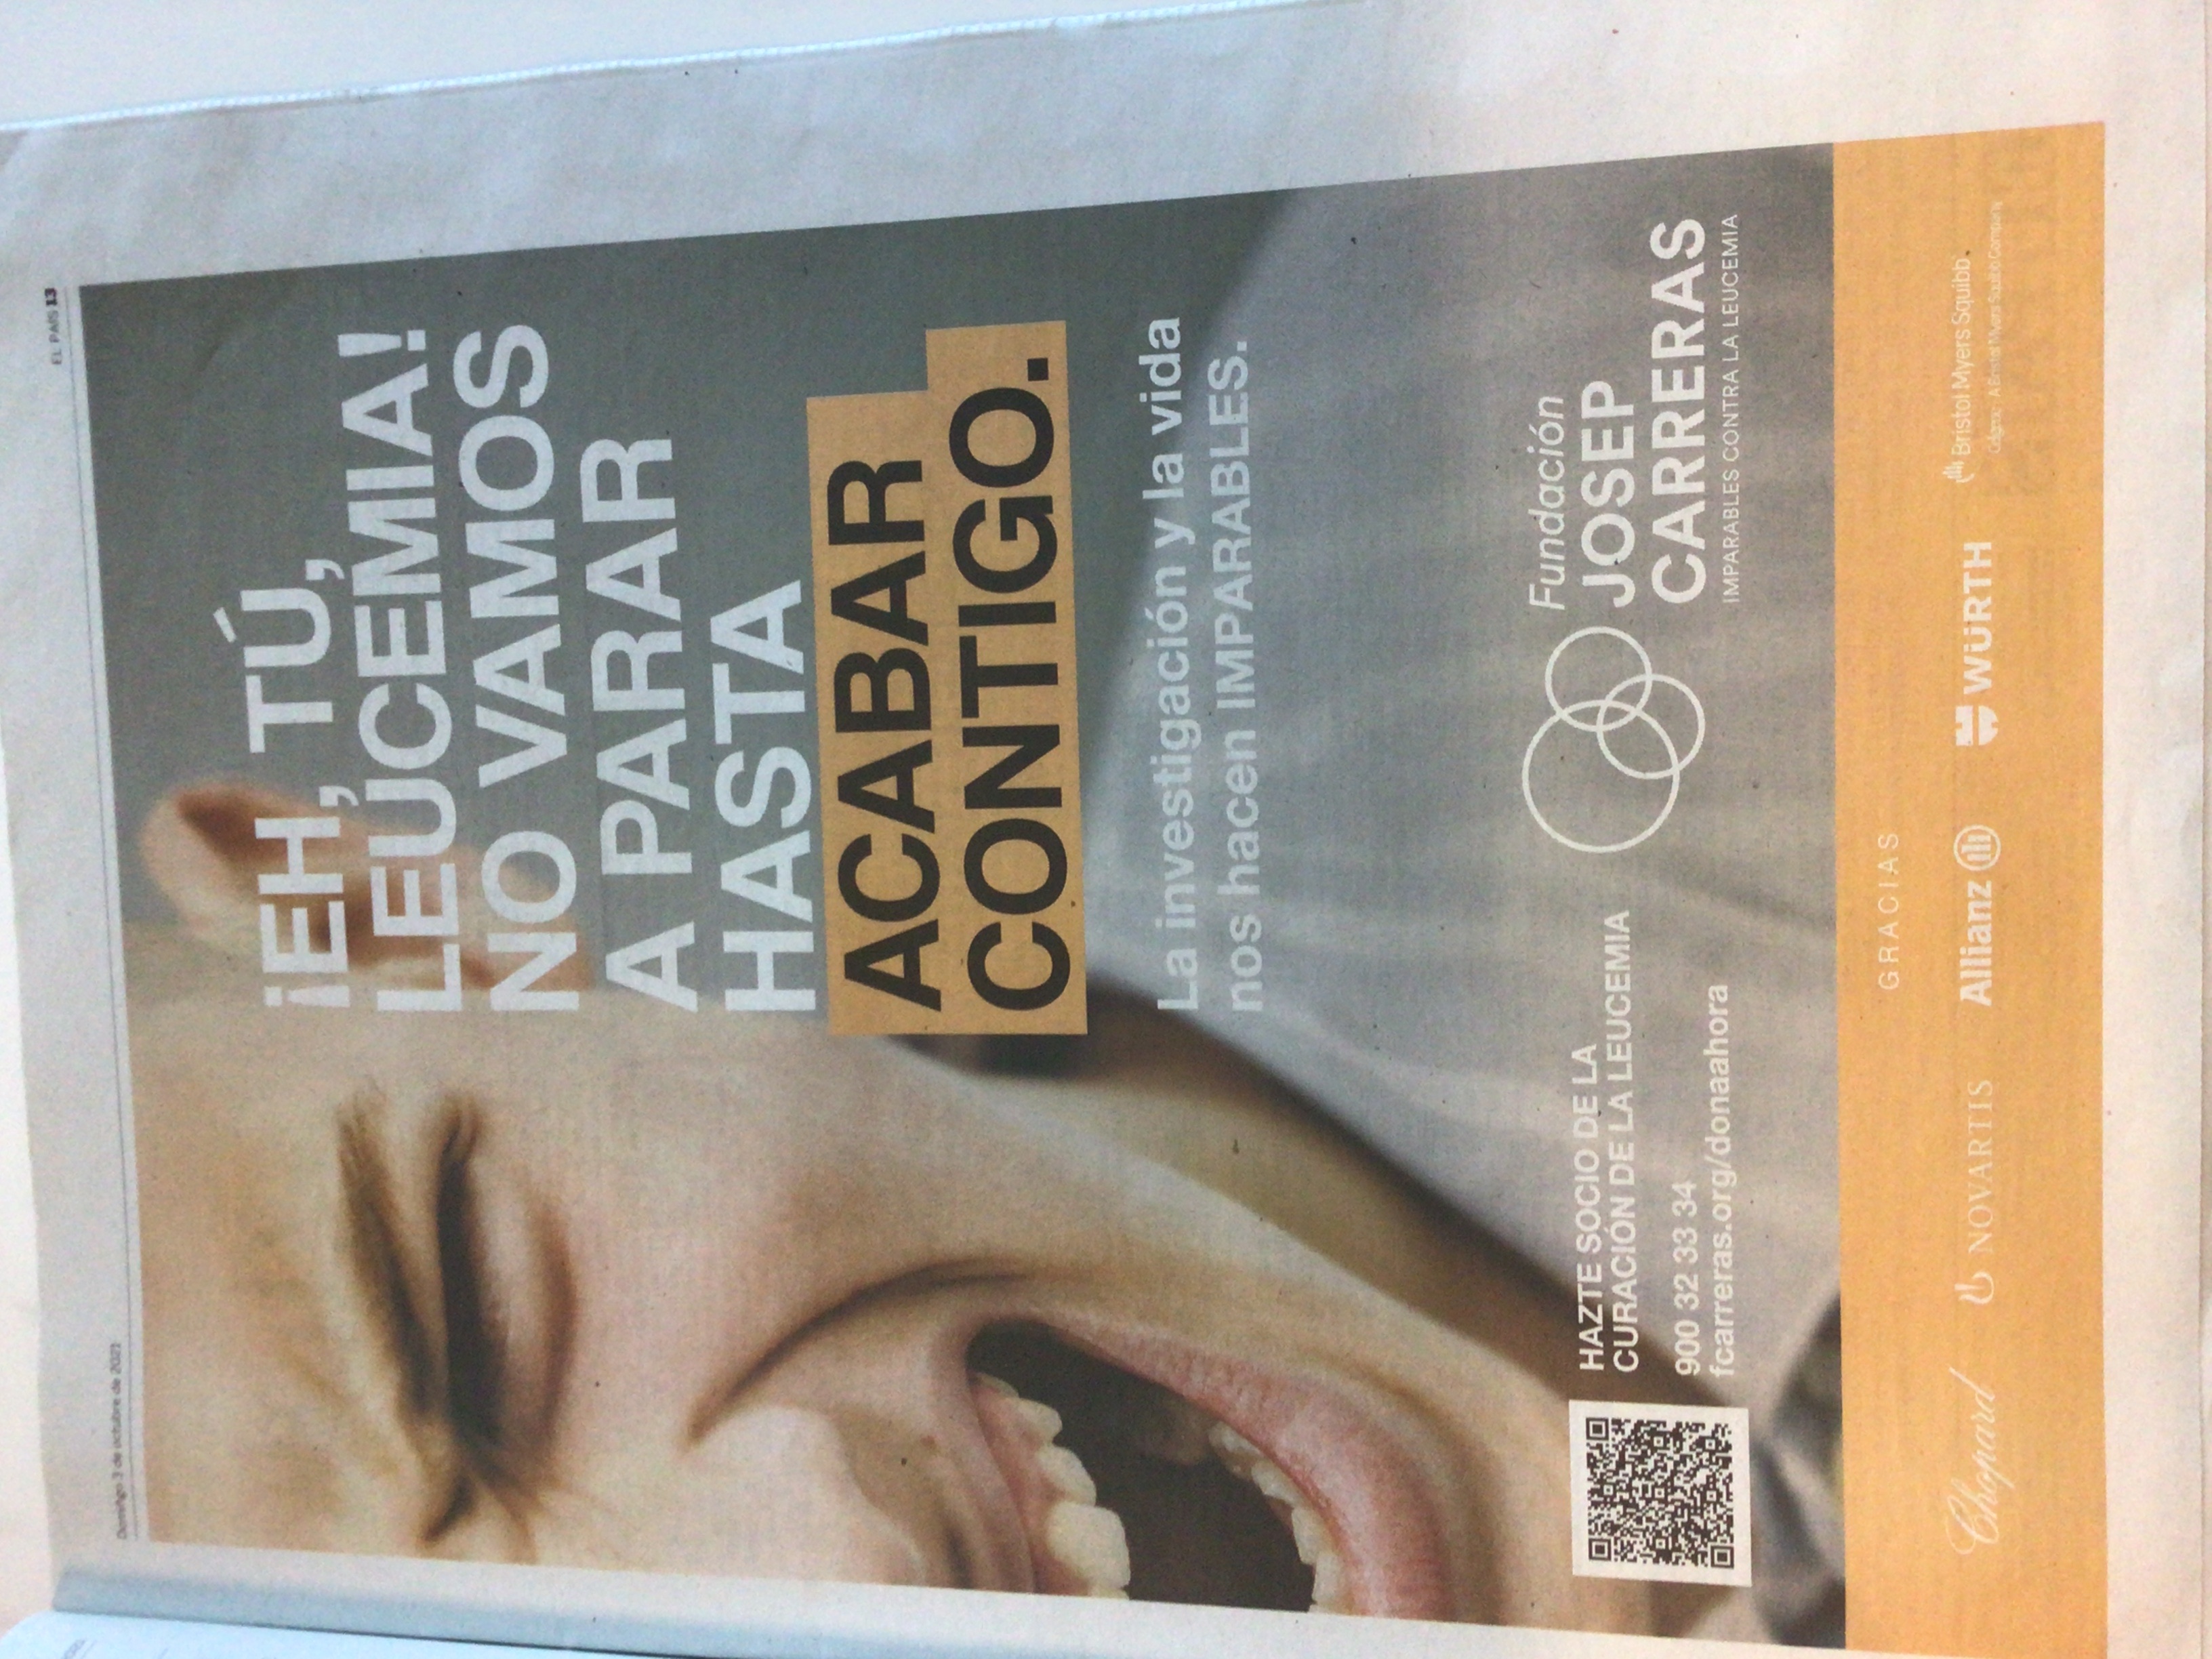 Domingo 3 de octubre de 2021
EL PAÍS 13
¡EH, TÚ,
LEUCEMIA!
NO VAMOS
A PARAR
HASTA
ACABAR
CONTIGO.
La investigación y la vida
nos hacen IMPARABLES.
HAZTE SOCIO DE LA
CURACIÓN DE LA LEUCEMIA
900 32 33 34
fcarreras.org/donaahora
Fundación
JOSEP
CARRERAS
IMPARABLES CONTRA LA LEUCEMIA
GRACIAS
Chopard
NOVARTIS
Allianz
WÜRTH
Bristol Myers Squibb
Celgene - A Bristol Myers Squibb Company